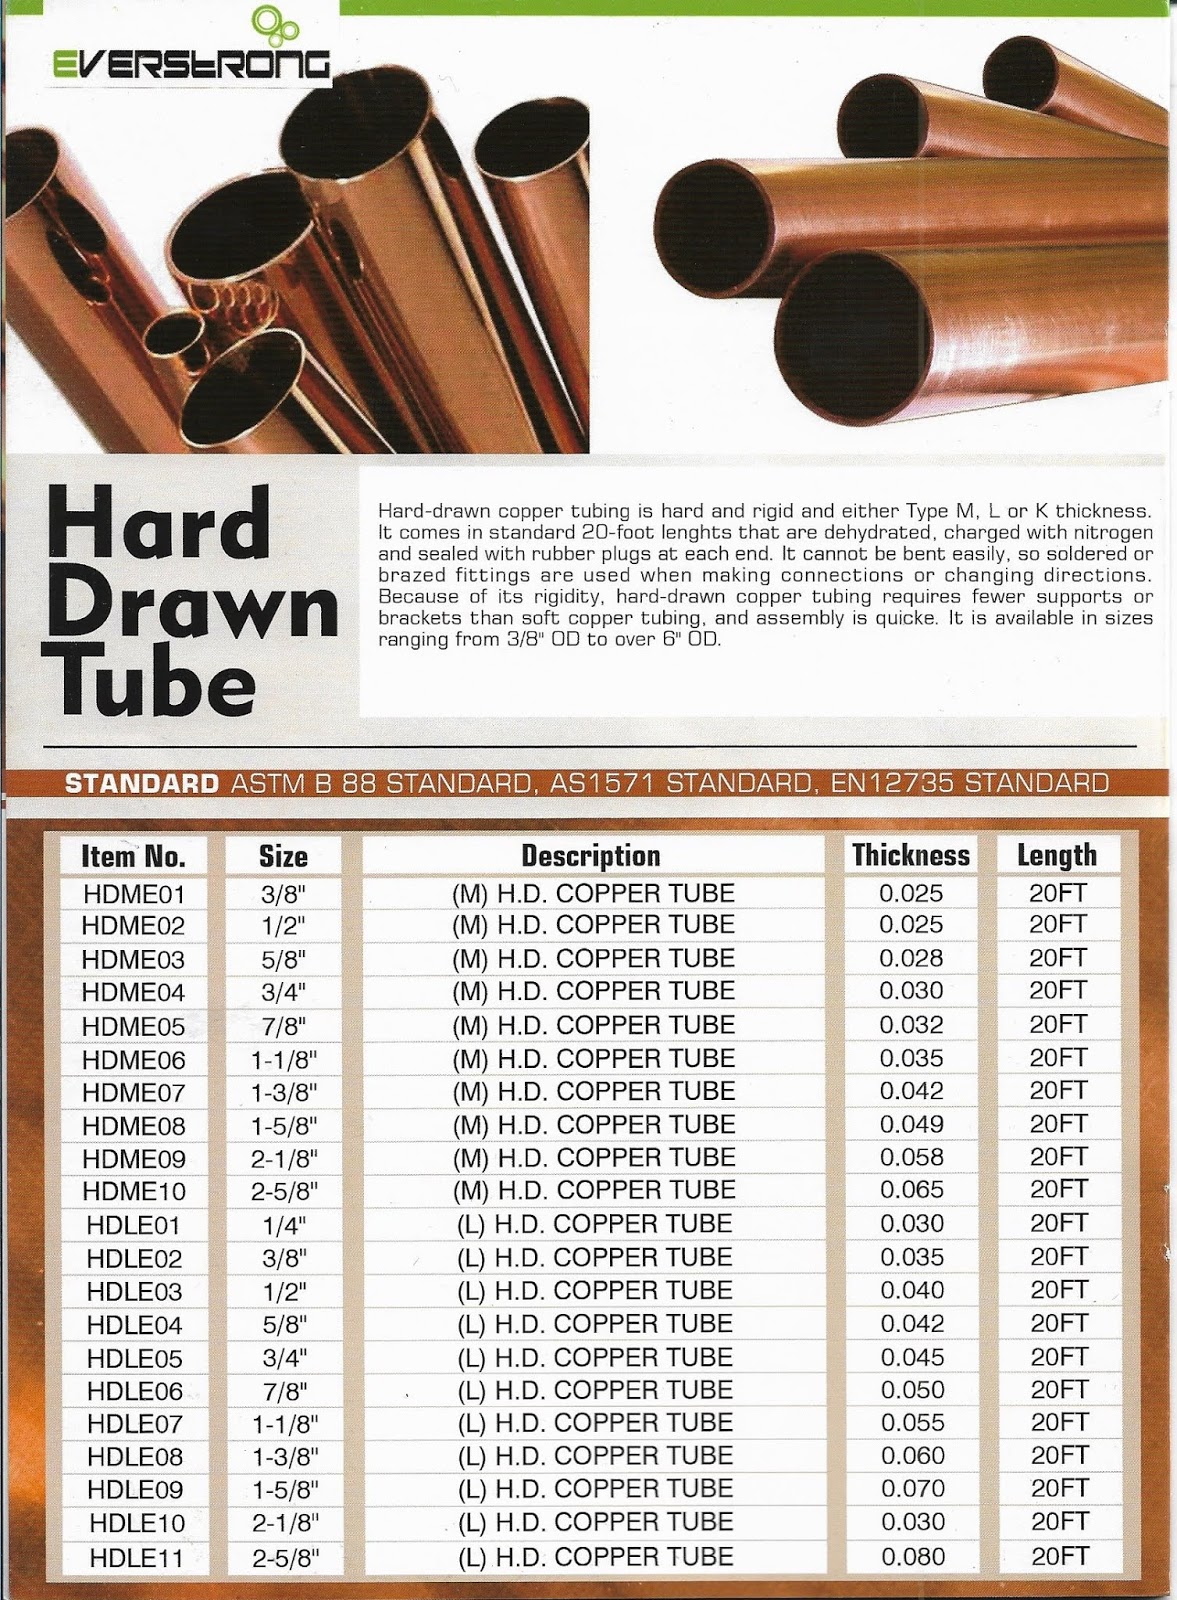 EVERSTRONG
Hard
Drawn
Tube
Hard-drawn copper tubing is hard and rigid and either Type M, L or K thickness.
It comes in standard 20-foot lenghts that are dehydrated, charged with nitrogen
and sealed with rubber plugs at each end. It cannot be bent easily, so soldered or
brazed fittings are used when making connections or changing directions.
Because of its rigidity, hard-drawn copper tubing requires fewer supports or
brackets than soft copper tubing, and assembly is quicke. It is available in sizes
ranging from 3/8" OD to over 6" OD.
STANDARD ASTM B 88 STANDARD, AS1571 STANDARD, EN12735 STANDARD
Item No. Size Description Thickness Length
HDME01 3/8" (M) H.D. COPPER TUBE 0.025 20FT
HDME02 1/2" (M) H.D. COPPER TUBE 0.025 20FT
HDME03 5/8" (M) H.D. COPPER TUBE 0.028 20FT
HDME04 3/4" (M) H.D. COPPER TUBE 0.030 20FT
HDME05 7/8" (M) H.D. COPPER TUBE 0.032 20FT
HDME06 1-1/8" (M) H.D. COPPER TUBE 0.035 20FT
HDME07 1-3/8" (M) H.D. COPPER TUBE 0.042 20FT
HDME08 1-5/8" (M) H.D. COPPER TUBE 0.049 20FT
HDME09 2-1/8" (M) H.D. COPPER TUBE 0.058 20FT
HDME10 2-5/8" (M) H.D. COPPER TUBE 0.065 20FT
HDLE01 1/4" (L) H.D. COPPER TUBE 0.030 20FT
HDLE02 3/8" (L) H.D. COPPER TUBE 0.035 20FT
HDLE03 1/2" (L) H.D. COPPER TUBE 0.040 20FT
HDLE04 5/8" (L) H.D. COPPER TUBE 0.042 20FT
HDLE05 3/4" (L) H.D. COPPER TUBE 0.045 20FT
HDLE06 7/8" (L) H.D. COPPER TUBE 0.050 20FT
HDLE07 1-1/8" (L) H.D. COPPER TUBE 0.055 20FT
HDLE08 1-3/8" (L) H.D. COPPER TUBE 0.060 20FT
HDLE09 1-5/8" (L) H.D. COPPER TUBE 0.070 20FT
HDLE10 2-1/8" (L) H.D. COPPER TUBE 0.030 20FT
HDLE11 2-5/8" (L) H.D. COPPER TUBE 0.080 20FT